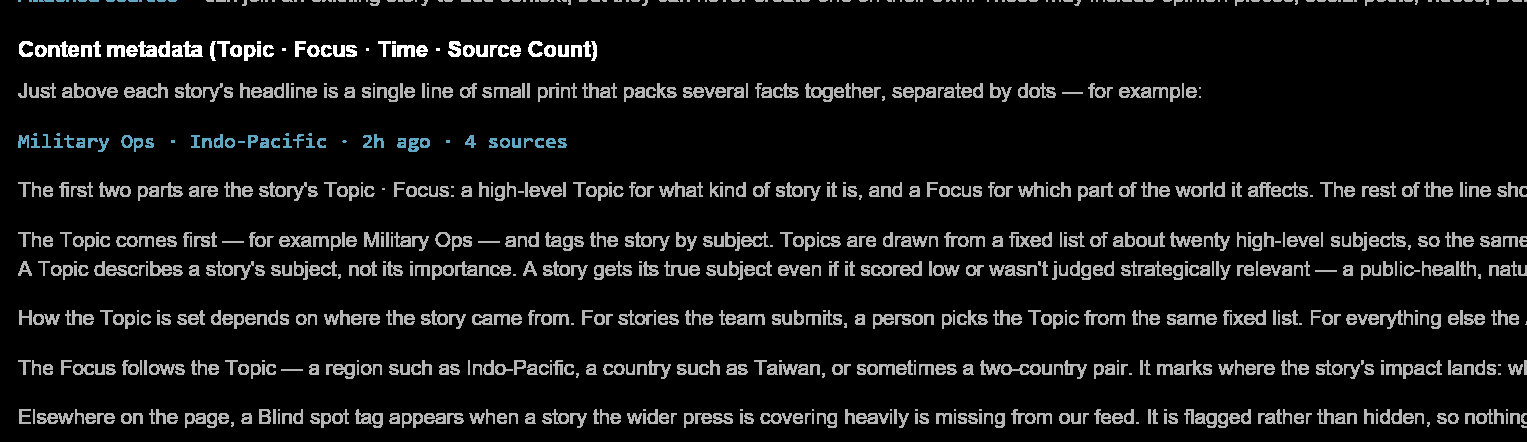 can join an existing story to add context, but they can never create one on their own. These may include opinion pieces, social posts, videos,
Content metadata (Topic · Focus · Time · Source Count)
Just above each story's headline is a single line of small print that packs several facts together, separated by dots — for example:
Military Ops · Indo-Pacific · 2h ago · 4 sources
The first two parts are the story's Topic · Focus: a high-level Topic for what kind of story it is, and a Focus for which part of the world it affects. The rest of the line sho
The Topic comes first — for example Military Ops — and tags the story by subject. Topics are drawn from a fixed list of about twenty high-level subjects, so the same
A Topic describes a story's subject, not its importance. A story gets its true subject even if it scored low or wasn't judged strategically relevant — a public-health, natu
How the Topic is set depends on where the story came from. For stories the team submits, a person picks the Topic from the same fixed list. For everything else the
The Focus follows the Topic — a region such as Indo-Pacific, a country such as Taiwan, or sometimes a two-country pair. It marks where the story's impact lands: wh
Elsewhere on the page, a Blind spot tag appears when a story the wider press is covering heavily is missing from our feed. It is flagged rather than hidden, so nothing